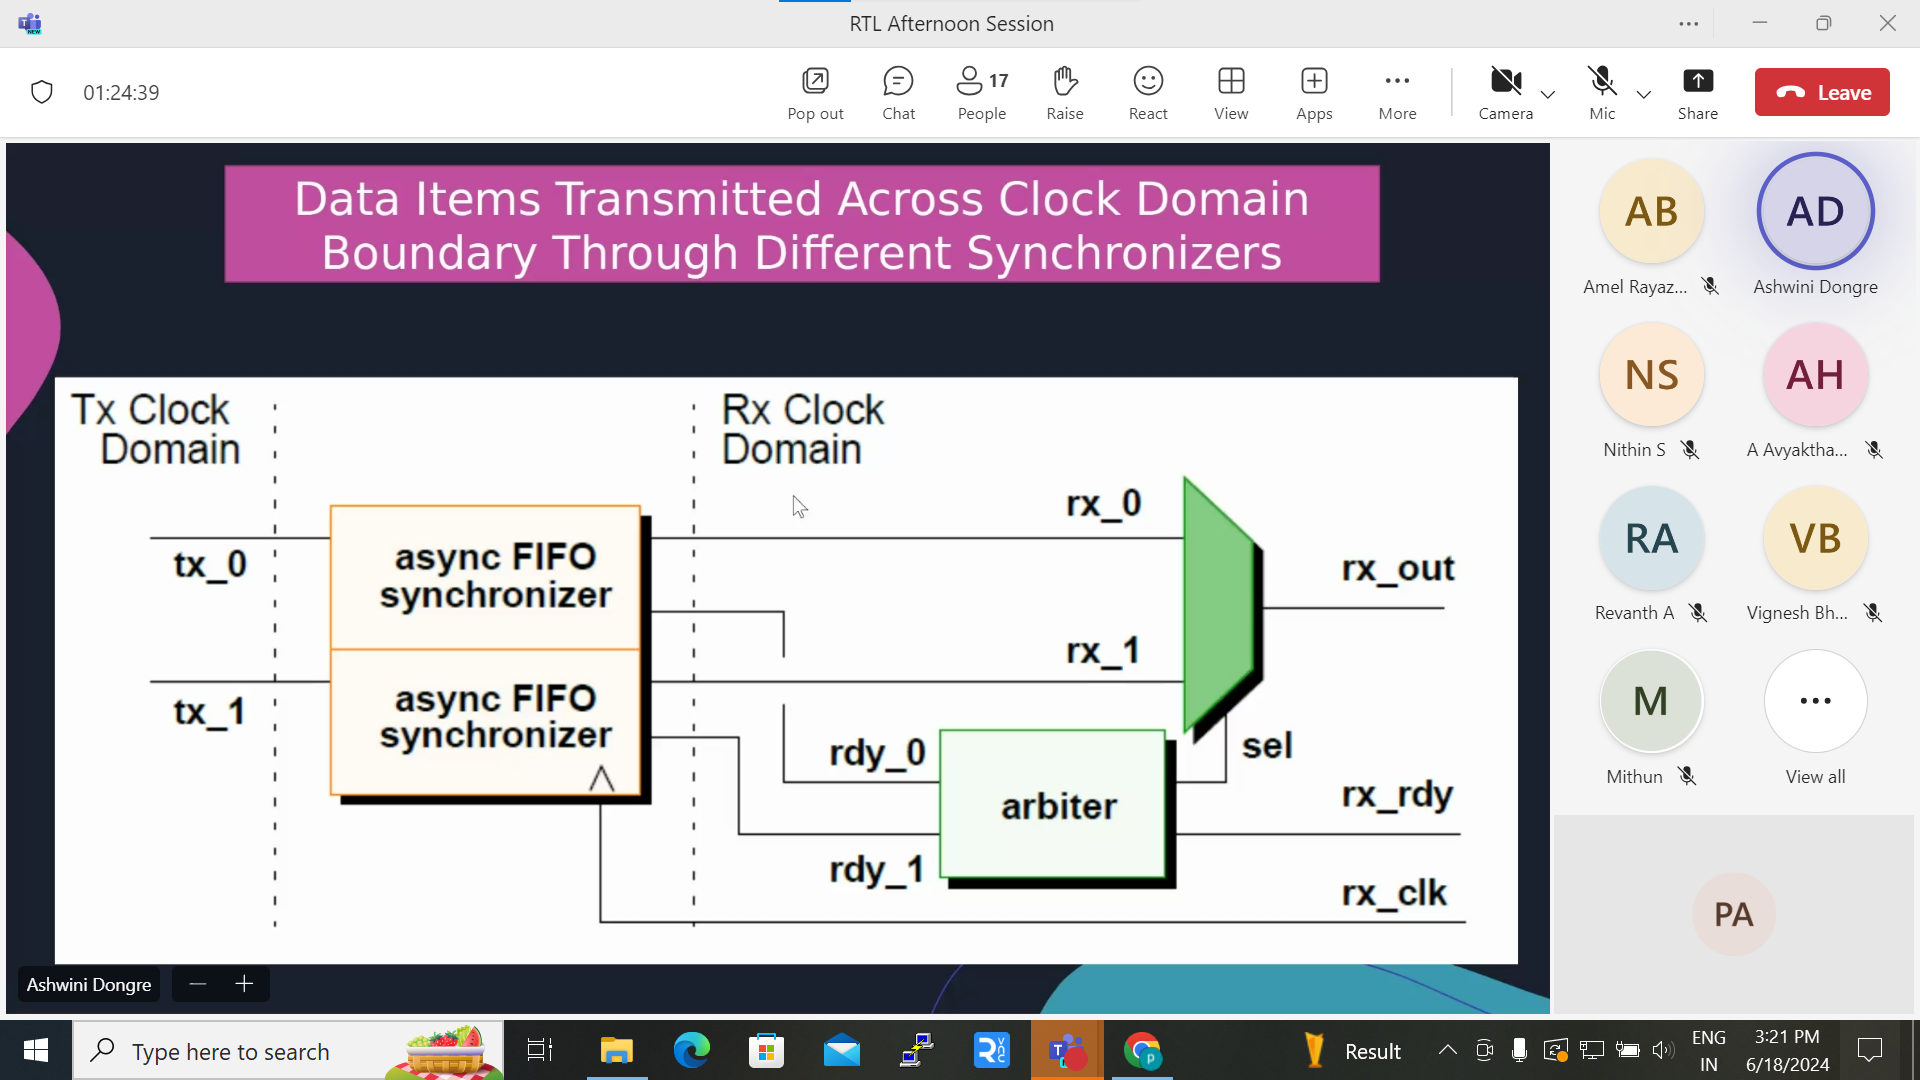 NEW
RTL Afternoon Session
01:24:39
Pop out
Chat
17
People
Raise
React
View
Apps
More
Camera
Mic
Share
Leave
Data Items Transmitted Across Clock Domain
Boundary Through Different Synchronizers
Tx Clock
Domain
Rx Clock
Domain
tx_0
async FIFO
synchronizer
rx_0
rx_out
tx_1
async FIFO
synchronizer
rx_1
rdy_0
sel
arbiter
rx_rdy
rdy_1
rx_clk
Ashwini Dongre
AB
Amel Rayaz...
AD
Ashwini Dongre
NS
Nithin S
AH
A Avyaktha...
RA
Revanth A
VB
Vignesh Bh...
M
Mithun
View all
PA
Type here to search
Result
ENG
IN
3:21 PM
6/18/2024